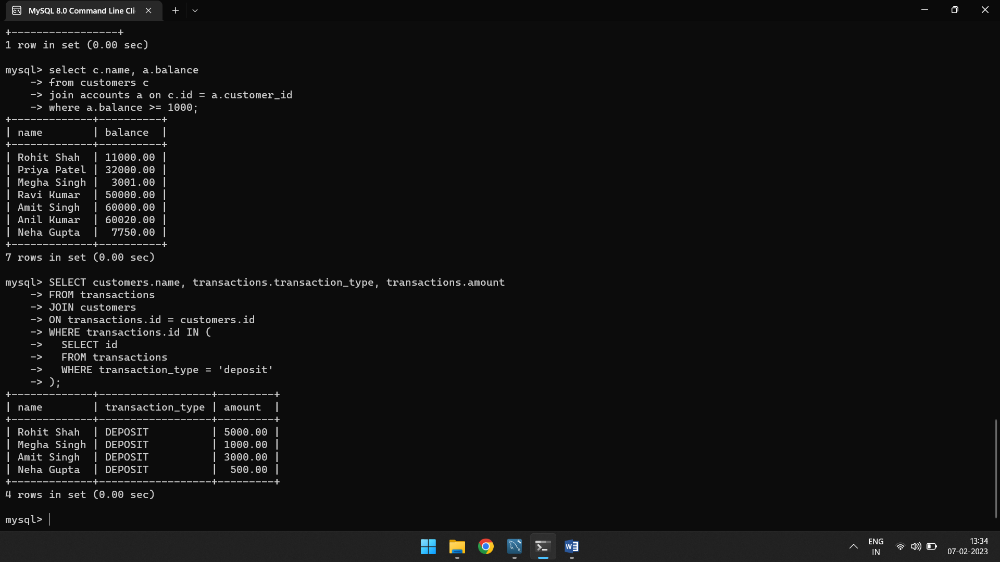 MySQL 8.0 Command Line Cli
+-----------------+
1 row in set (0.00 sec)
mysql> select c.name, a.balance
    -> from customers c
    -> join accounts a on c.id = a.customer_id
    -> where a.balance >= 1000;
+-------------+----------+
| name        | balance  |
+-------------+----------+
| Rohit Shah  | 11000.00 |
| Priya Patel | 32000.00 |
| Megha Singh |  3001.00 |
| Ravi Kumar  | 50000.00 |
| Amit Singh  | 60000.00 |
| Anil Kumar  | 60020.00 |
| Neha Gupta  |  7750.00 |
+-------------+----------+
7 rows in set (0.00 sec)
mysql> SELECT customers.name, transactions.transaction_type, transactions.amount
    -> FROM transactions
    -> JOIN customers
    -> ON transactions.id = customers.id
    -> WHERE transactions.id IN (
    ->   SELECT id
    ->   FROM transactions
    ->   WHERE transaction_type = 'deposit'
    -> );
+-------------+------------------+---------+
| name        | transaction_type | amount  |
+-------------+------------------+---------+
| Rohit Shah  | DEPOSIT          | 5000.00 |
| Megha Singh | DEPOSIT          | 1000.00 |
| Amit Singh  | DEPOSIT          | 3000.00 |
| Neha Gupta  | DEPOSIT          |  500.00 |
+-------------+------------------+---------+
4 rows in set (0.00 sec)
mysql>
ENG
IN
13:34
07-02-2023